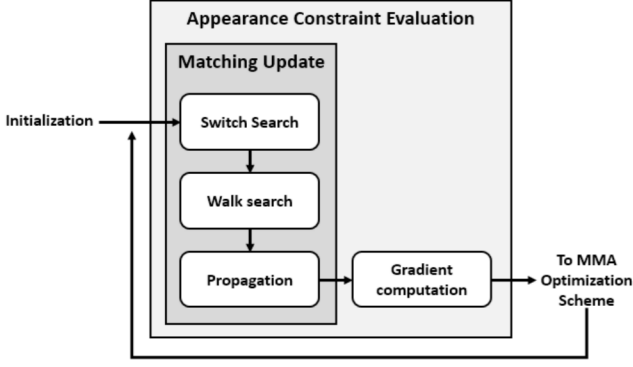 Appearance Constraint Evaluation
Matching Update
Initialization
Switch Search
Walk search
Propagation
Gradient
computation
To MMA
Optimization
Scheme